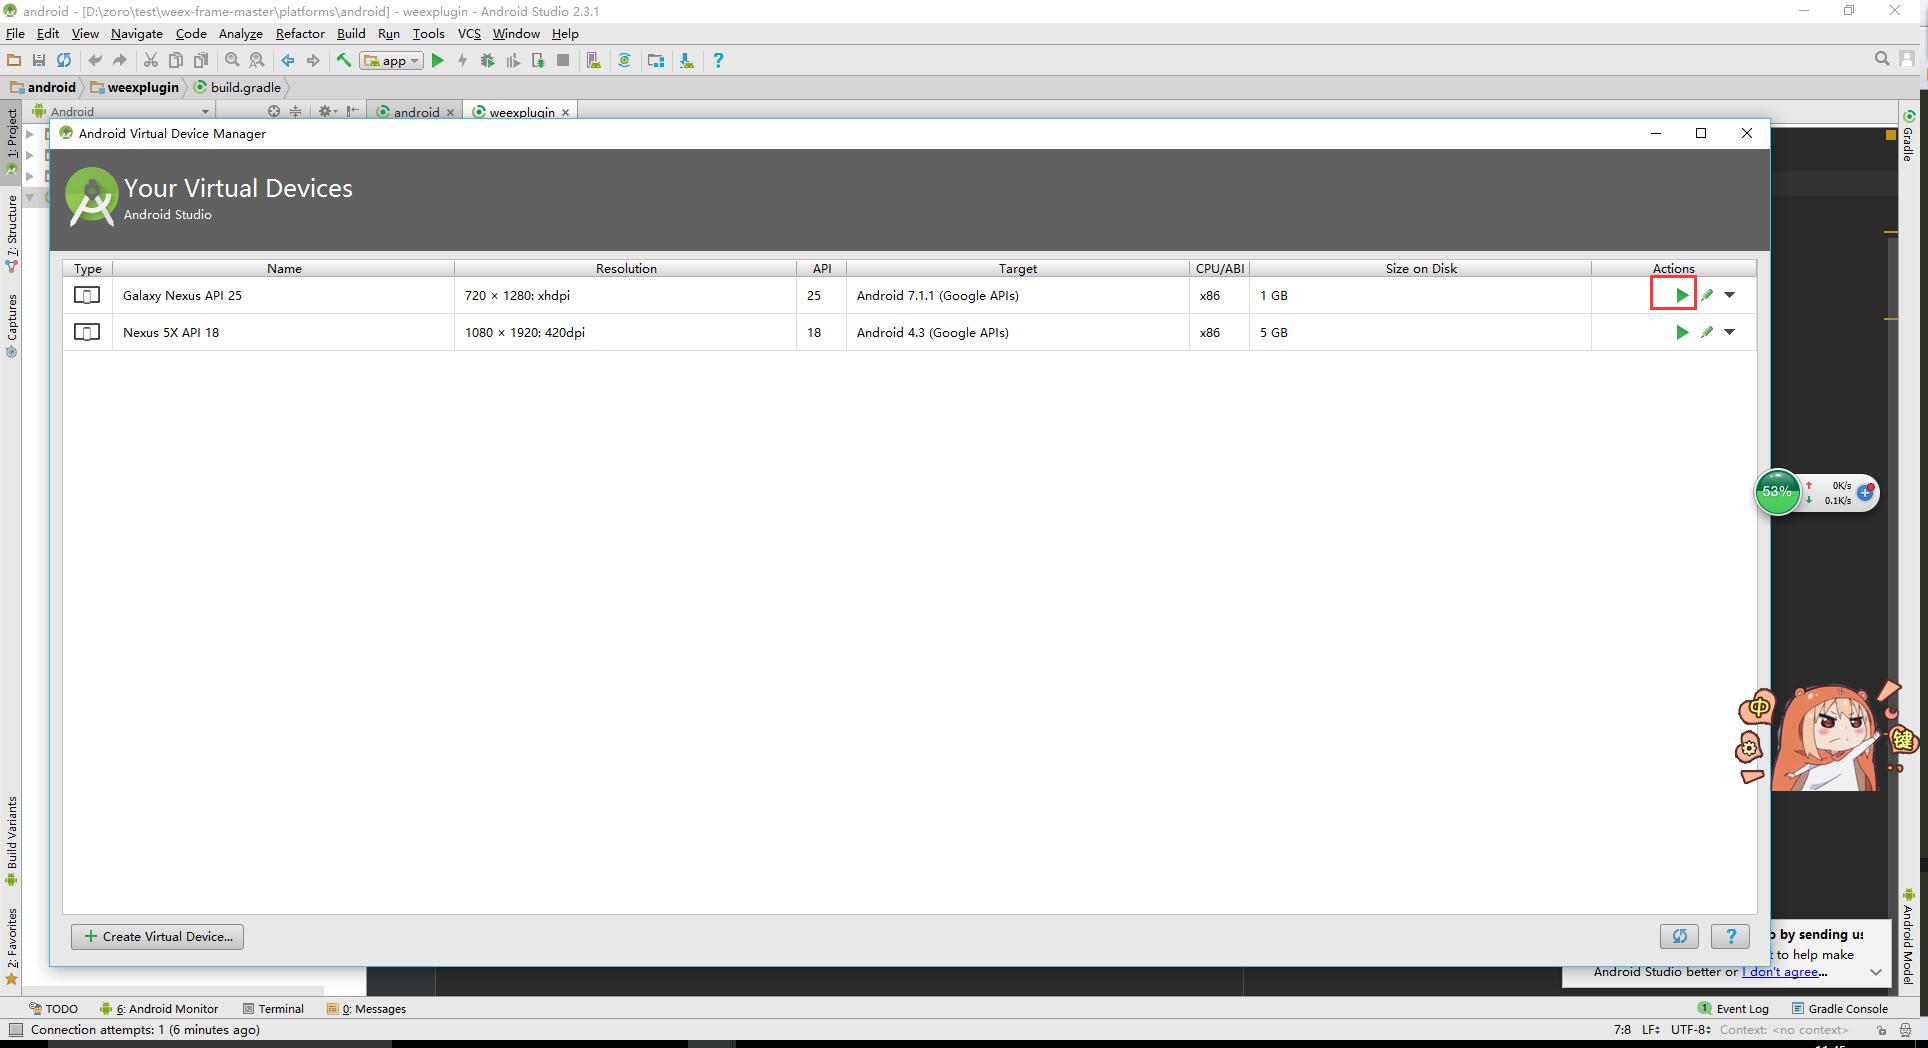 android - [D:\zoro\test\weex-frame-master\platforms\android] - weexplugin - Android Studio 2.3.1
File Edit View Navigate Code Analyze Refactor Build Run Tools VCS Window Help
app
android weexplugin build.gradle
Android android weexplugin
1: Project
7: Structure
Captures
Build Variants
2: Favorites
Android Virtual Device Manager
Your Virtual Devices
Android Studio
Type Name Resolution API Target CPU/ABI Size on Disk Actions
Galaxy Nexus API 25 720 × 1280: xhdpi 25 Android 7.1.1 (Google APIs) x86 1 GB
Nexus 5X API 18 1080 × 1920: 420dpi 18 Android 4.3 (Google APIs) x86 5 GB
Gradle
53% 0K/s
0.1K/s
中
键
Create Virtual Device...
?
by sending us
to help make
Android Studio better or I don't agree...
Android Model
TODO 6: Android Monitor Terminal 0: Messages 1 Event Log Gradle Console
Connection attempts: 1 (6 minutes ago) 7:8 LF÷ UTF-8÷ Context: <no context>